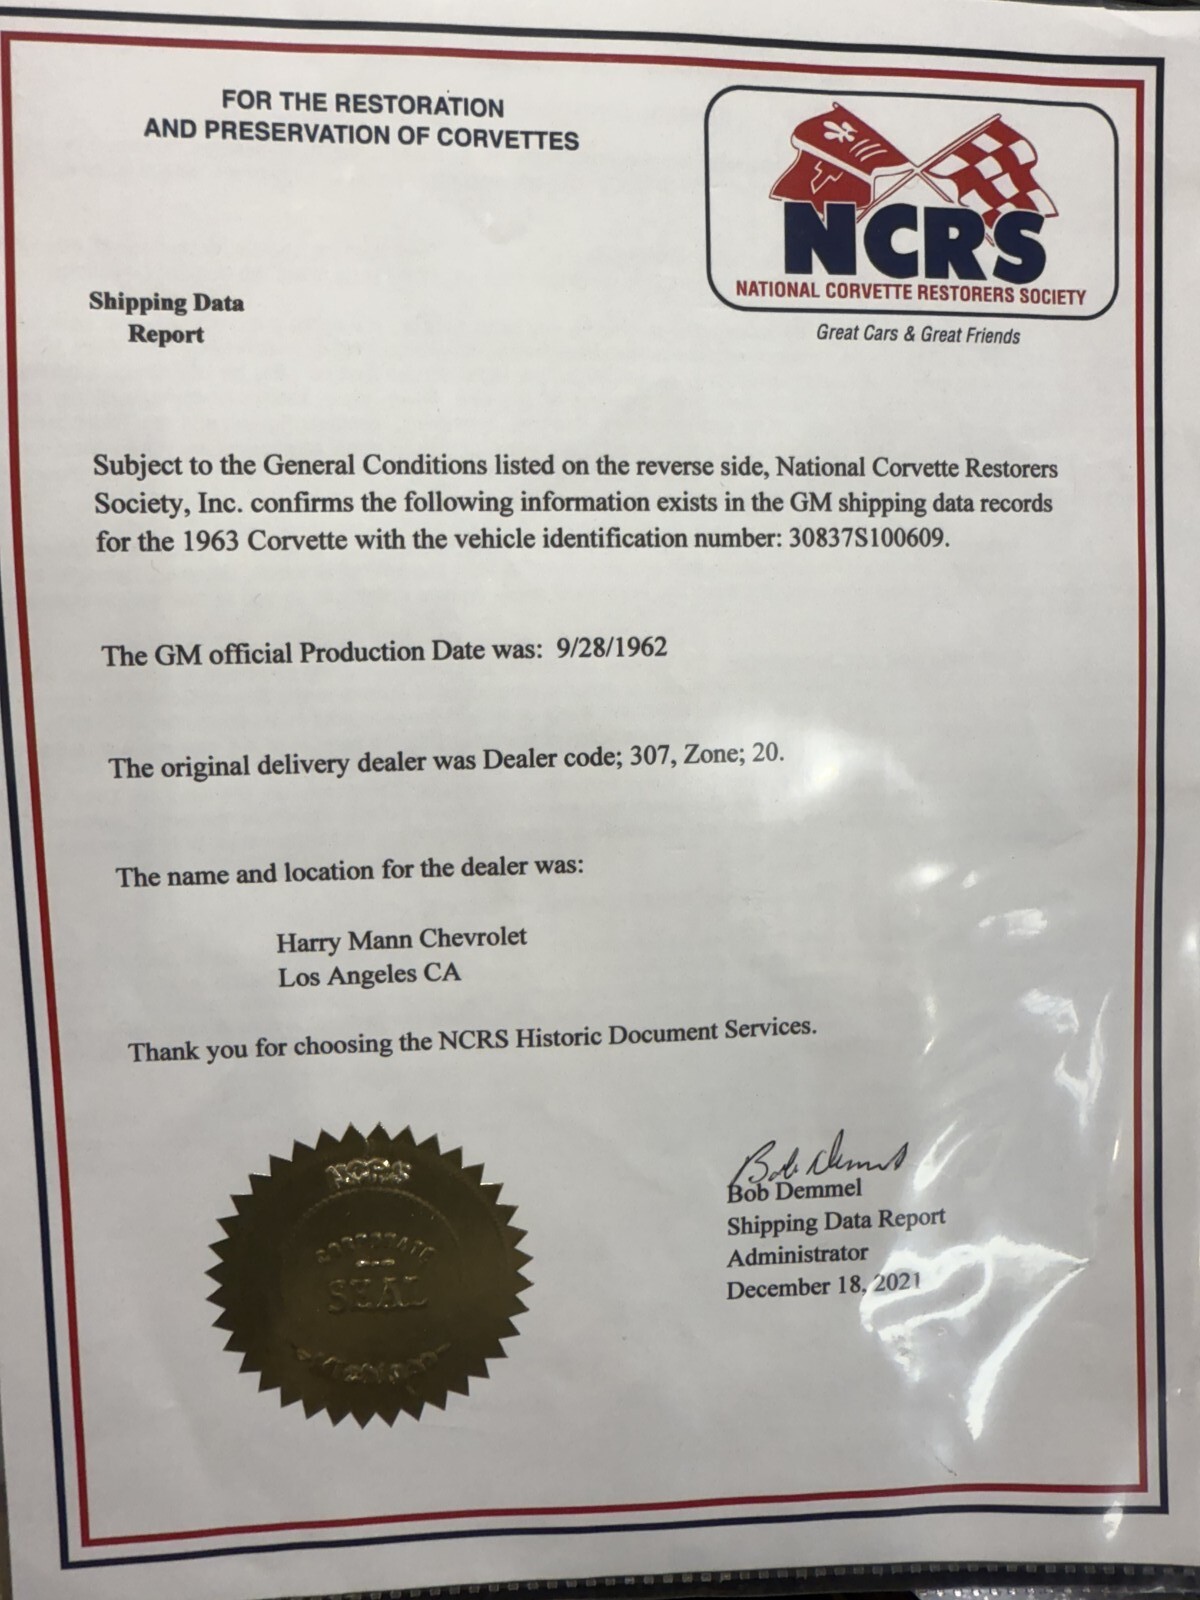 FOR THE RESTORATION
AND PRESERVATION OF CORVETTES
NCRS
NATIONAL CORVETTE RESTORERS SOCIETY
Great Cars & Great Friends
Shipping Data
Report
Subject to the General Conditions listed on the reverse side, National Corvette Restorers
Society, Inc. confirms the following information exists in the GM shipping data records
for the 1963 Corvette with the vehicle identification number: 30837S100609.
The GM official Production Date was: 9/28/1962
The original delivery dealer was Dealer code; 307, Zone; 20.
The name and location for the dealer was:
Harry Mann Chevrolet
Los Angeles CA
Thank you for choosing the NCRS Historic Document Services.
NCRS
CORPORATE
SEAL
Bob Demmel
Bob Demmel
Shipping Data Report
Administrator
December 18, 2021